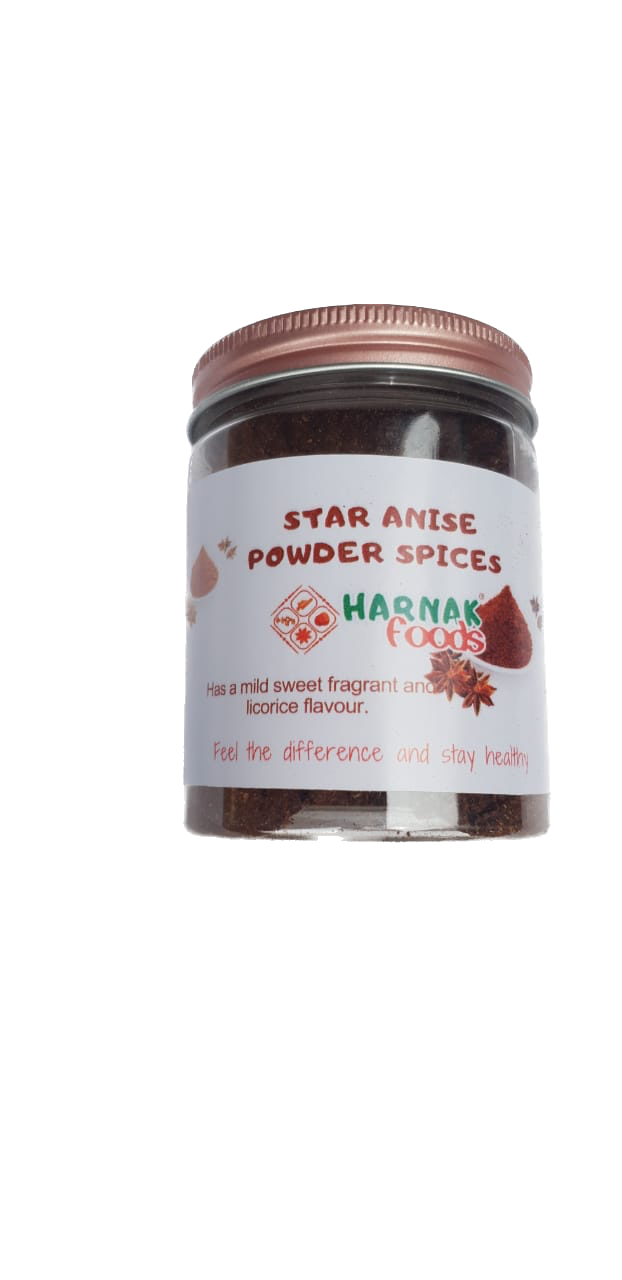 STAR ANISE
POWDER SPICES
HARNAK®
foods
Has a mild sweet fragrant and
licorice flavour.
Feel the difference and stay healthy